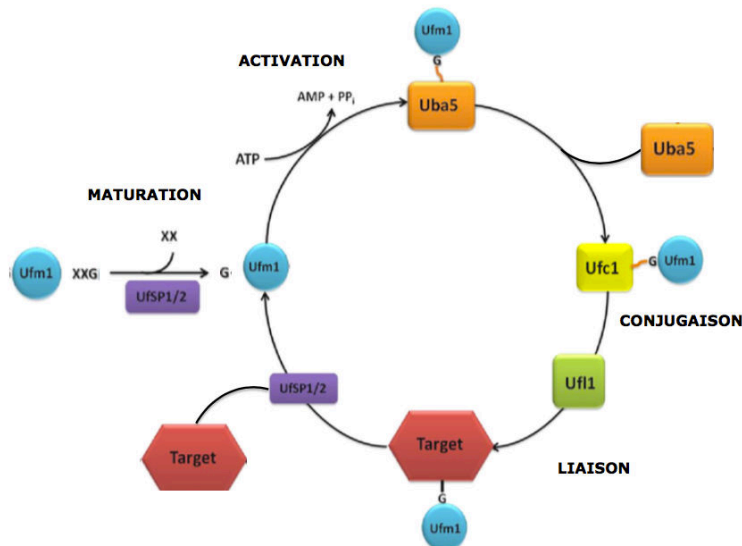 Ufm1
G
ACTIVATION
AMP + PPi
Uba5
ATP
Uba5
MATURATION
XX
Ufm1 XXG
G
Ufm1
UfSP1/2
Ufc1
G
Ufm1
CONJUGAISON
UfSP1/2
Ufl1
Target
Target
LIAISON
G
Ufm1